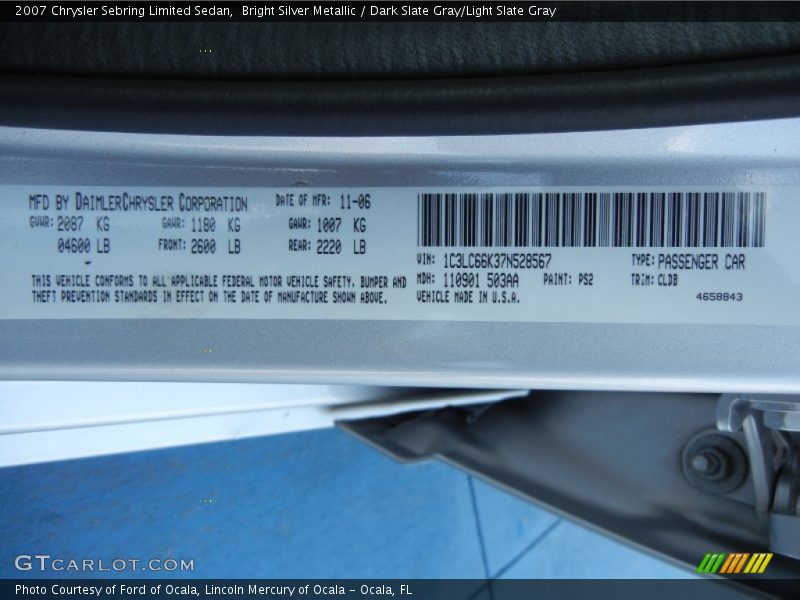 2007 Chrysler Sebring Limited Sedan,  Bright Silver Metallic / Dark Slate Gray/Light Slate Gray
MFD BY DAIMLERCHRYSLER CORPORATION DATE OF MFR: 11-06
GVWR: 2087 KG GAWR: 1180 KG GAWR: 1007 KG
04600 LB FRONT: 2600 LB REAR: 2220 LB
THIS VEHICLE CONFORMS TO ALL APPLICABLE FEDERAL MOTOR VEHICLE SAFETY, BUMPER AND
THEFT PREVENTION STANDARDS IN EFFECT ON THE DATE OF MANUFACTURE SHOWN ABOVE.
VIN: 1C3LC66K37N528567 TYPE: PASSENGER CAR
MDH: 110901 503AA PAINT: PS2 TRIM: CLDB
VEHICLE MADE IN U.S.A. 4658843
GTCARLOT.COM
Photo Courtesy of Ford of Ocala, Lincoln Mercury of Ocala - Ocala, FL